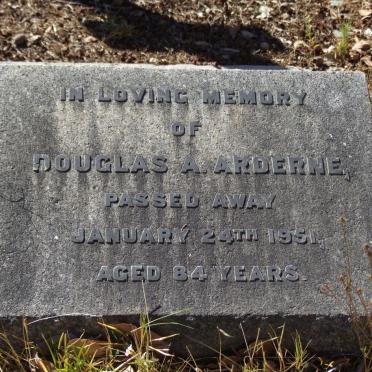 IN LOVING MEMORY
OF
DOUGLAS A. ARDERNE,
PASSED AWAY
JANUARY 24TH 1951,
AGED 84 YEARS.